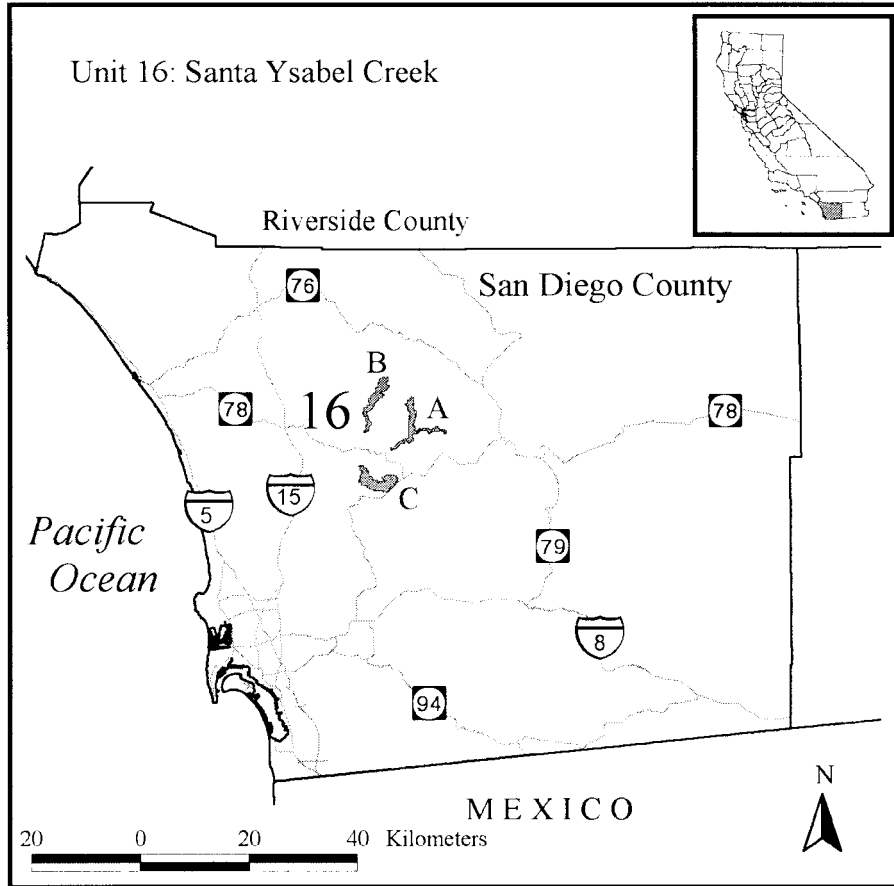 Unit 16: Santa Ysabel Creek
Riverside County
76
San Diego County
B
78
16
A
78
C
5
15
Pacific
Ocean
79
8
94
N
MEXICO
20 0 20 40 Kilometers